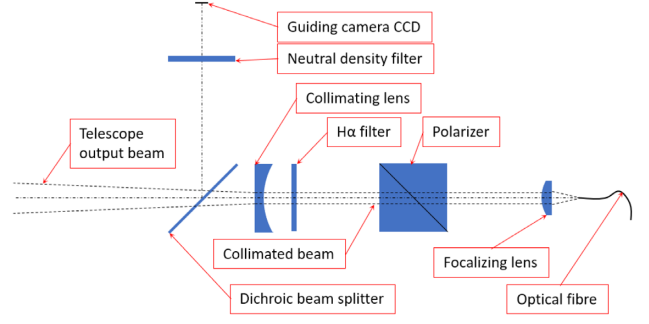 Guiding camera CCD
Neutral density filter
Collimating lens
Telescope
output beam
Hα filter
Polarizer
Collimated beam
Focalizing lens
Dichroic beam splitter
Optical fibre